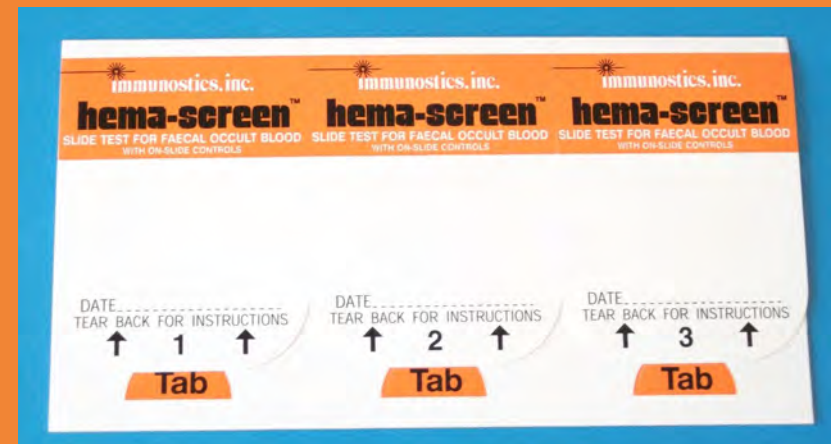 immunostics, inc. immunostics, inc. immunostics, inc.
hema-screen™ hema-screen™ hema-screen™
SLIDE TEST FOR FAECAL OCCULT BLOOD SLIDE TEST FOR FAECAL OCCULT BLOOD SLIDE TEST FOR FAECAL OCCULT BLOOD
WITH ON-SLIDE CONTROLS WITH ON-SLIDE CONTROLS WITH ON-SLIDE CONTROLS
DATE DATE DATE
TEAR BACK FOR INSTRUCTIONS TEAR BACK FOR INSTRUCTIONS TEAR BACK FOR INSTRUCTIONS
1 2 3
Tab Tab Tab